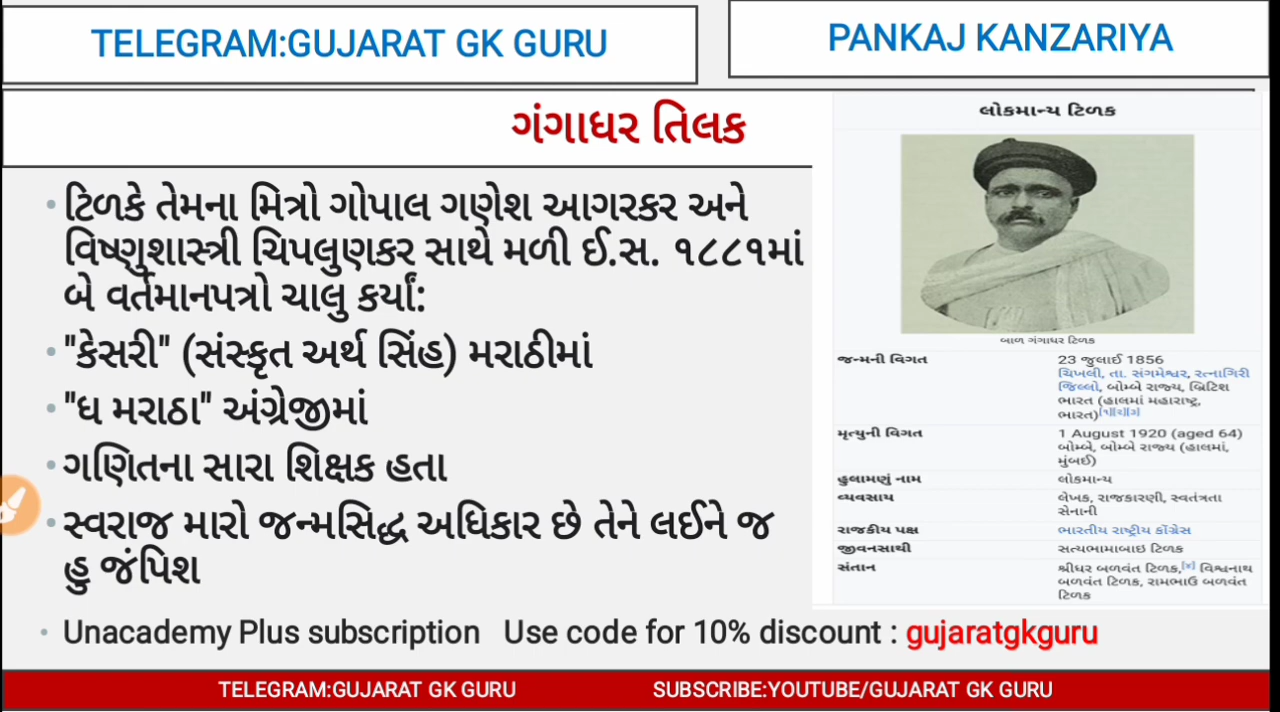 TELEGRAM:GUJARAT GK GURU
PANKAJ KANZARIYA
ગંગાધર તિલક
• ટિળકે તેમના મિત્રો ગોપાલ ગણેશ આગરકર અને
વિષ્ણુશાસ્ત્રી ચિપલુણકર સાથે મળી ઈ.સ. ૧૮૮૧માં
બે વર્તમાનપત્રો ચાલુ કર્યાં:
• "કેસરી" (સંસ્કૃત અર્થ સિંહ) મરાઠીમાં
• "ધ મરાઠા" અંગ્રેજીમાં
• ગણિતના સારા શિક્ષક હતા
• સ્વરાજ મારો જન્મસિદ્ધ અધિકાર છે તેને લઈને જ
હુ જંપિશ
• Unacademy Plus subscription Use code for 10% discount : gujaratgkguru
લોકમાન્ય ટિળક
બાળ ગંગાધર ટિળક
જન્મની વિગત 23 જુલાઈ 1856
ચિખલી, તા. સંગમેશ્વર, રત્નાગિરી
જિલ્લો, બોમ્બે રાજ્ય, બ્રિટિશ
ભારત (હાલમાં મહારાષ્ટ્ર,
ભારત)[૧][૨][૩]
મૃત્યુની વિગત 1 August 1920 (aged 64)
બોમ્બે, બોમ્બે રાજ્ય (હાલમાં,
મુંબઈ)
હુલામણું નામ લોકમાન્ય
વ્યવસાય લેખક, રાજકારણી, સ્વતંત્રતા
સેનાની
રાજકીય પક્ષ ભારતીય રાષ્ટ્રીય કોંગ્રેસ
જીવનસાથી સત્યભામાબાઇ ટિળક
સંતાન શ્રીધર બળવંત ટિળક,[૪] વિશ્વનાથ
બળવંત ટિળક, રામભાઉ બળવંત
ટિળક
TELEGRAM:GUJARAT GK GURU SUBSCRIBE:YOUTUBE/GUJARAT GK GURU